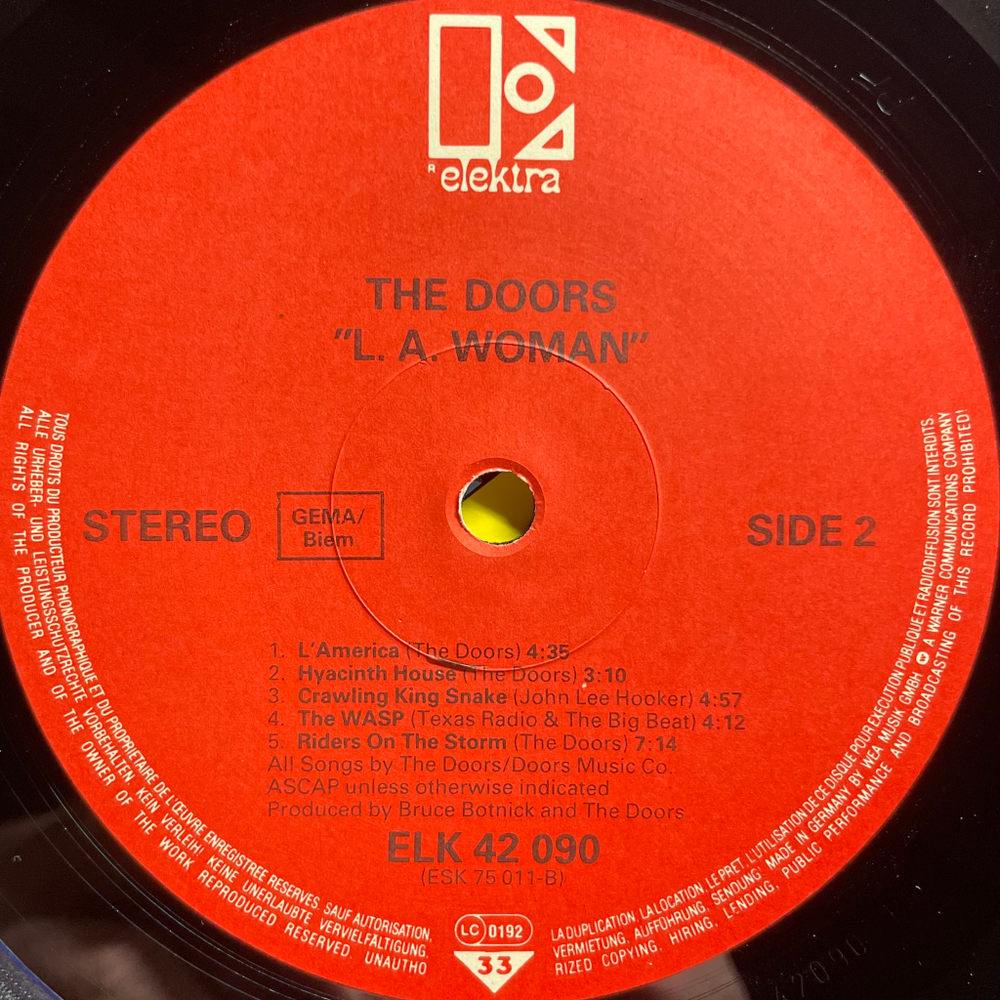 R elektra
THE DOORS
"L. A. WOMAN"
STEREO
GEMA/
Biem
SIDE 2
1. L'America (The Doors) 4:35
2. Hyacinth House (The Doors) 3:10
3. Crawling King Snake (John Lee Hooker) 4:57
4. The WASP (Texas Radio & The Big Beat) 4:12
5. Riders On The Storm (The Doors) 7:14
All Songs by The Doors/Doors Music Co.
ASCAP unless otherwise indicated
Produced by Bruce Botnick and The Doors
ELK 42 090
(ESK 75 011-B)
LC 0192
33
TOUS DROITS DU PRODUCTEUR PHONOGRAPHIQUE ET DU PROPRIETAIRE DE L'ŒUVRE ENREGISTREE RESERVES SAUF AUTORISATION, LA DUPLICATION, LA LOCATION, LE PRET, L'UTILISATION DE CE DISQUE POUR EXECUTION PUBLIQUE ET RADIODIFFUSION SONT INTERDITS
ALLE URHEBER- UND LEISTUNGSSCHUTZRECHTE VORBEHALTEN KEIN VERLEIH! KEINE UNERLAUBTE VERVIELFÄLTIGUNG, VERMIETUNG, AUFFÜHRUNG, SENDUNG · MADE IN GERMANY BY WEA MUSIK GMBH A WARNER COMMUNICATIONS COMPANY
ALL RIGHTS OF THE PRODUCER AND OF THE OWNER OF THE WORK REPRODUCED RESERVED. UNAUTHO RIZED COPYING, HIRING, LENDING, PUBLIC PERFORMANCE AND BROADCASTING OF THIS RECORD PROHIBITED!